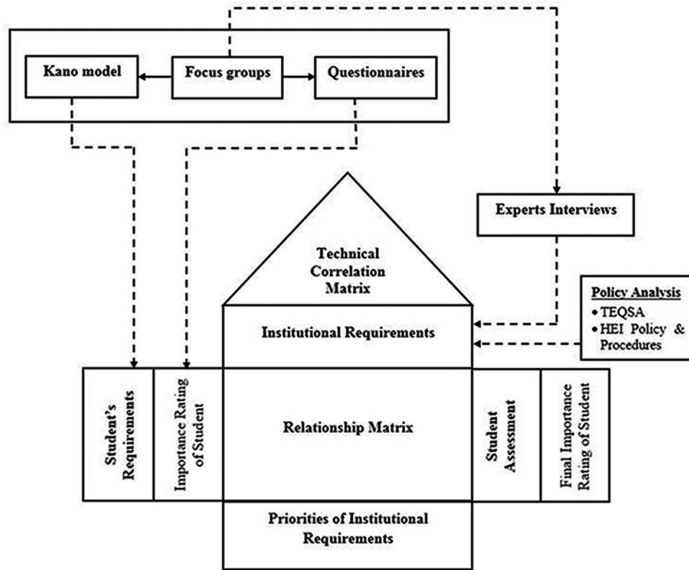 Kano model
Focus groups
Questionnaires
Experts Interviews
Technical
Correlation
Matrix
Policy Analysis
• TEQSA
• HEI Policy &
Procedures
Institutional Requirements
Student's
Requirements
Importance Rating
of Student
Relationship Matrix
Student
Assessment
Final Importance
Rating of Student
Priorities of Institutional
Requirements